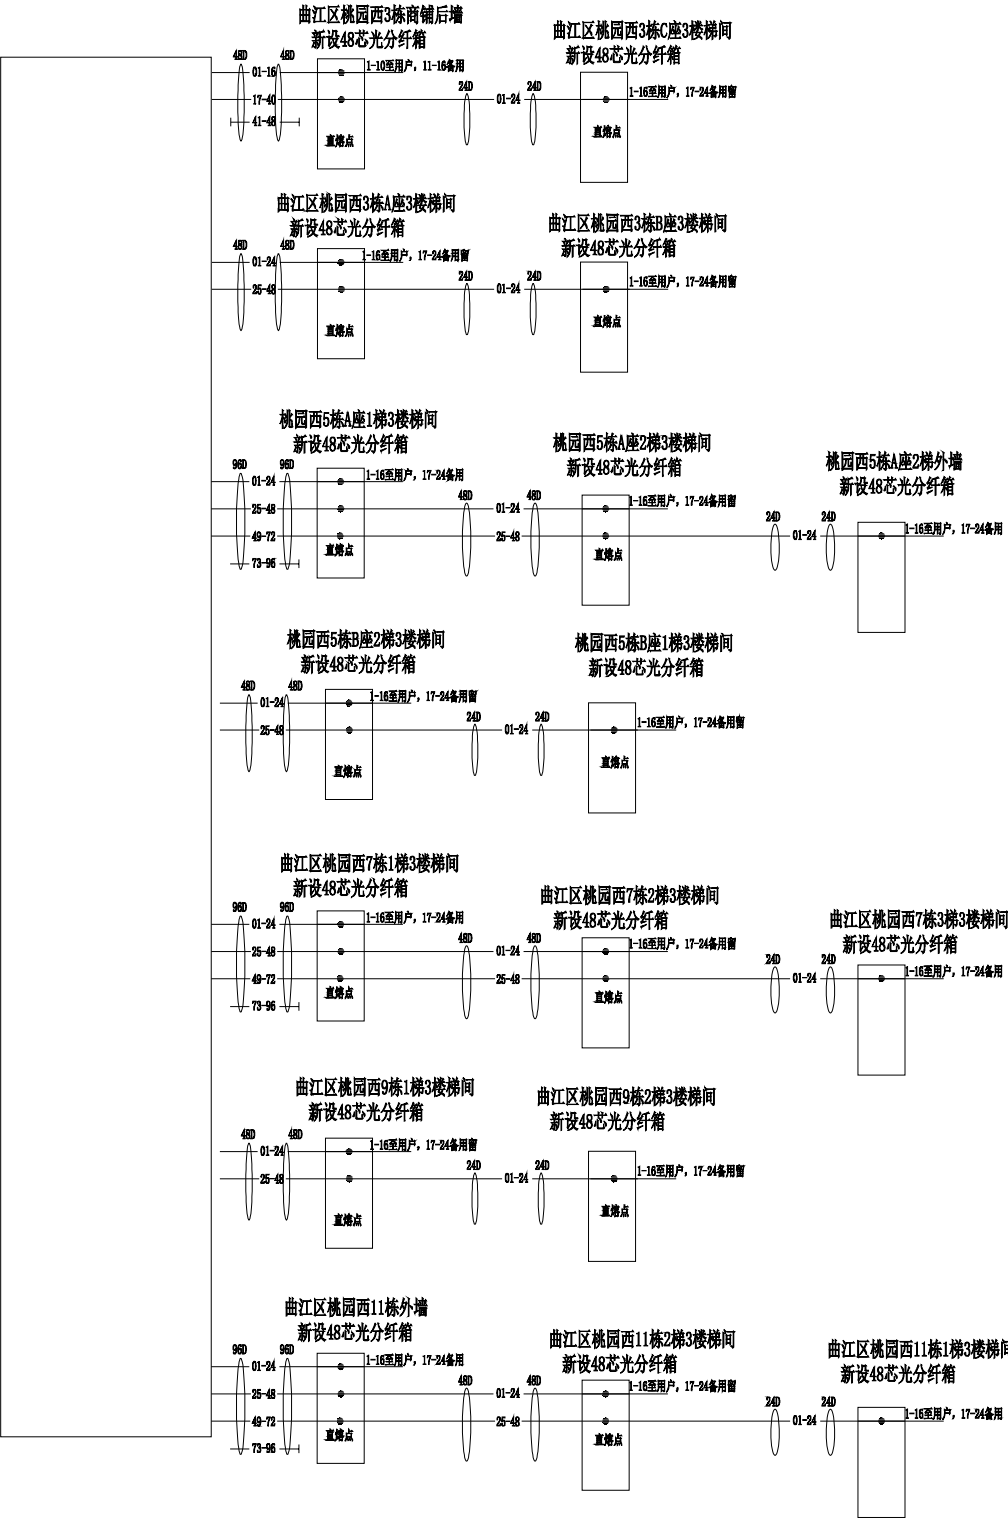 曲江区桃园西3栋商铺后墙
新设48芯光分纤箱
48D
48D
01-16
17-40
41-48
1-10至用户，11-16备用
直熔点
24D
01-24
24D
曲江区桃园西3栋C座3楼梯间
新设48芯光分纤箱
1-16至用户，17-24备用留
直熔点
曲江区桃园西3栋A座3楼梯间
新设48芯光分纤箱
48D
48D
01-24
25-48
1-16至用户，17-24备用留
直熔点
24D
01-24
24D
曲江区桃园西3栋B座3楼梯间
新设48芯光分纤箱
1-16至用户，17-24备用留
直熔点
桃园西5栋A座1梯3楼梯间
新设48芯光分纤箱
96D
96D
01-24
25-48
49-72
73-96
1-16至用户，17-24备用
直熔点
48D
48D
01-24
25-48
桃园西5栋A座2梯3楼梯间
新设48芯光分纤箱
1-16至用户，17-24备用留
直熔点
24D
01-24
24D
桃园西5栋A座2梯外墙
新设48芯光分纤箱
1-16至用户，17-24备用
桃园西5栋B座2梯3楼梯间
新设48芯光分纤箱
48D
48D
01-24
25-48
1-16至用户，17-24备用留
直熔点
24D
01-24
24D
桃园西5栋B座1梯3楼梯间
新设48芯光分纤箱
1-16至用户，17-24备用留
直熔点
曲江区桃园西7栋1梯3楼梯间
新设48芯光分纤箱
96D
96D
01-24
25-48
49-72
73-96
1-16至用户，17-24备用
直熔点
48D
48D
01-24
25-48
曲江区桃园西7栋2梯3楼梯间
新设48芯光分纤箱
1-16至用户，17-24备用留
直熔点
24D
01-24
24D
曲江区桃园西7栋3梯3楼梯间
新设48芯光分纤箱
1-16至用户，17-24备用
曲江区桃园西9栋1梯3楼梯间
新设48芯光分纤箱
48D
48D
01-24
25-48
1-16至用户，17-24备用留
直熔点
24D
01-24
24D
曲江区桃园西9栋2梯3楼梯间
新设48芯光分纤箱
1-16至用户，17-24备用留
直熔点
曲江区桃园西11栋外墙
新设48芯光分纤箱
96D
96D
01-24
25-48
49-72
73-96
1-16至用户，17-24备用
直熔点
48D
48D
01-24
25-48
曲江区桃园西11栋2梯3楼梯间
新设48芯光分纤箱
1-16至用户，17-24备用留
直熔点
24D
01-24
24D
曲江区桃园西11栋1梯3楼梯间
新设48芯光分纤箱
1-16至用户，17-24备用